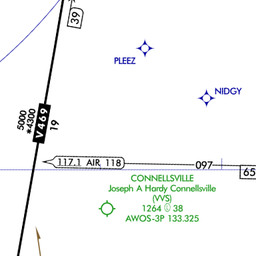 39
PLEEZ
NIDGY
5000
*4300
V469
19
117.1 AIR 118
097
65
CONNELLSVILLE
Joseph A Hardy Connellsville
(VVS)
1264 38
AWOS-3P 133.325